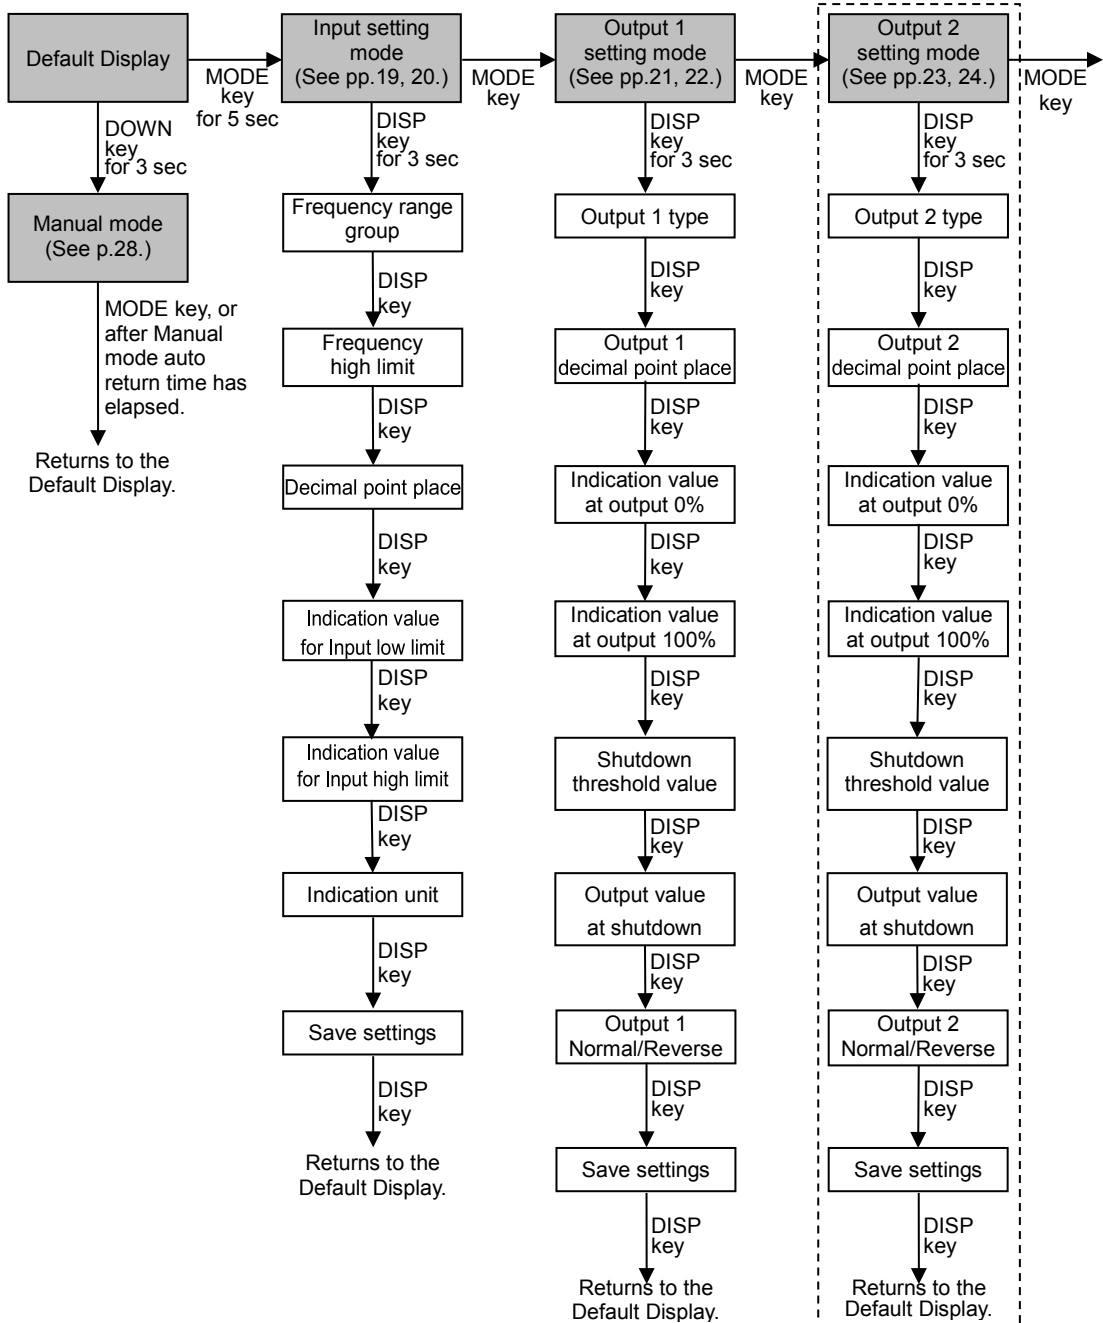 Default Display
MODE
key
for 5 sec
DOWN
key
for 3 sec
Manual mode
(See p.28.)
MODE key, or
after Manual
mode auto
return time has
elapsed.
Returns to the
Default Display.
Input setting
mode
(See pp.19, 20.)
MODE
key
DISP
key
for 3 sec
Frequency range
group
DISP
key
Frequency
high limit
DISP
key
Decimal point place
DISP
key
Indication value
for Input low limit
DISP
key
Indication value
for Input high limit
DISP
key
Indication unit
DISP
key
Save settings
DISP
key
Returns to the
Default Display.
Output 1
setting mode
(See pp.21, 22.)
MODE
key
DISP
key
for 3 sec
Output 1 type
DISP
key
Output 1
decimal point place
DISP
key
Indication value
at output 0%
DISP
key
Indication value
at output 100%
DISP
key
Shutdown
threshold value
DISP
key
Output value
at shutdown
DISP
key
Output 1
Normal/Reverse
DISP
key
Save settings
DISP
key
Returns to the
Default Display.
Output 2
setting mode
(See pp.23, 24.)
MODE
key
DISP
key
for 3 sec
Output 2 type
DISP
key
Output 2
decimal point place
DISP
key
Indication value
at output 0%
DISP
key
Indication value
at output 100%
DISP
key
Shutdown
threshold value
DISP
key
Output value
at shutdown
DISP
key
Output 2
Normal/Reverse
DISP
key
Save settings
DISP
key
Returns to the
Default Display.